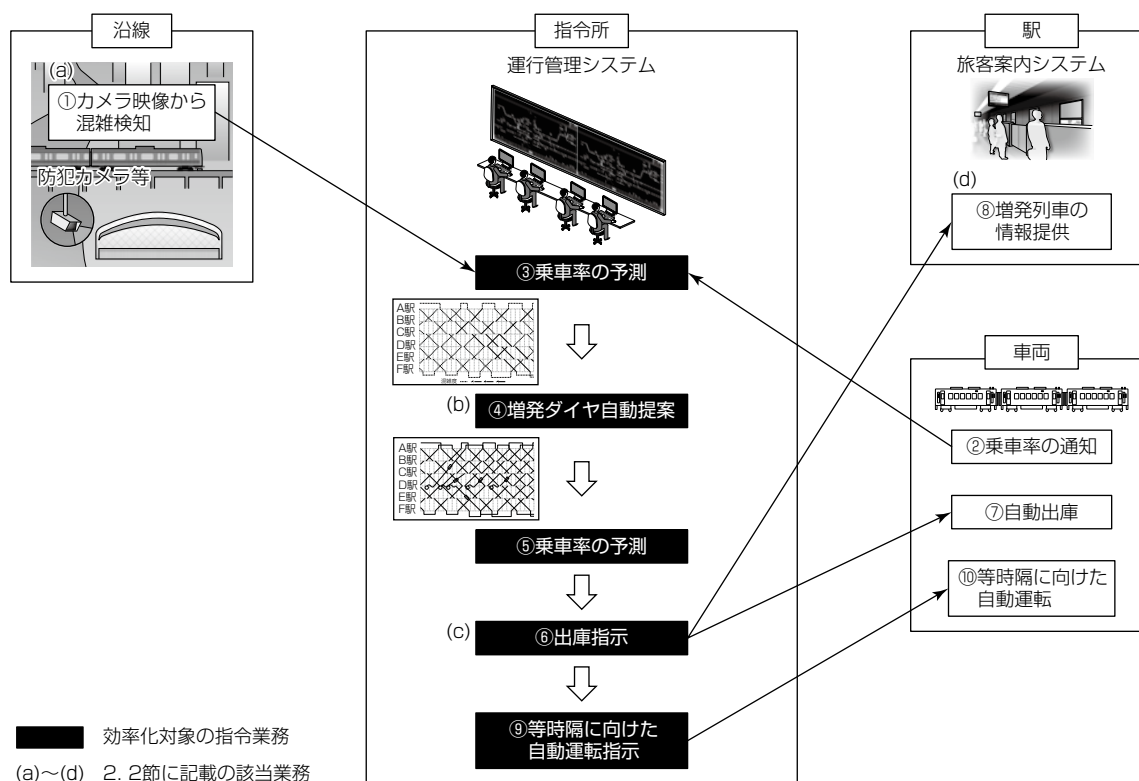 沿線
(a)
①カメラ映像から
混雑検知
防犯カメラ等
指令所
運行管理システム
③乗車率の予測
A駅
B駅
C駅
D駅
E駅
F駅
混雑度
(b)
④増発ダイヤ自動提案
A駅
B駅
C駅
D駅
E駅
F駅
⑤乗車率の予測
(c)
⑥出庫指示
⑨等時隔に向けた
自動運転指示
駅
旅客案内システム
(d)
⑧増発列車の
情報提供
車両
②乗車率の通知
⑦自動出庫
⑩等時隔に向けた
自動運転
効率化対象の指令業務
(a)～(d) 2. 2節に記載の該当業務